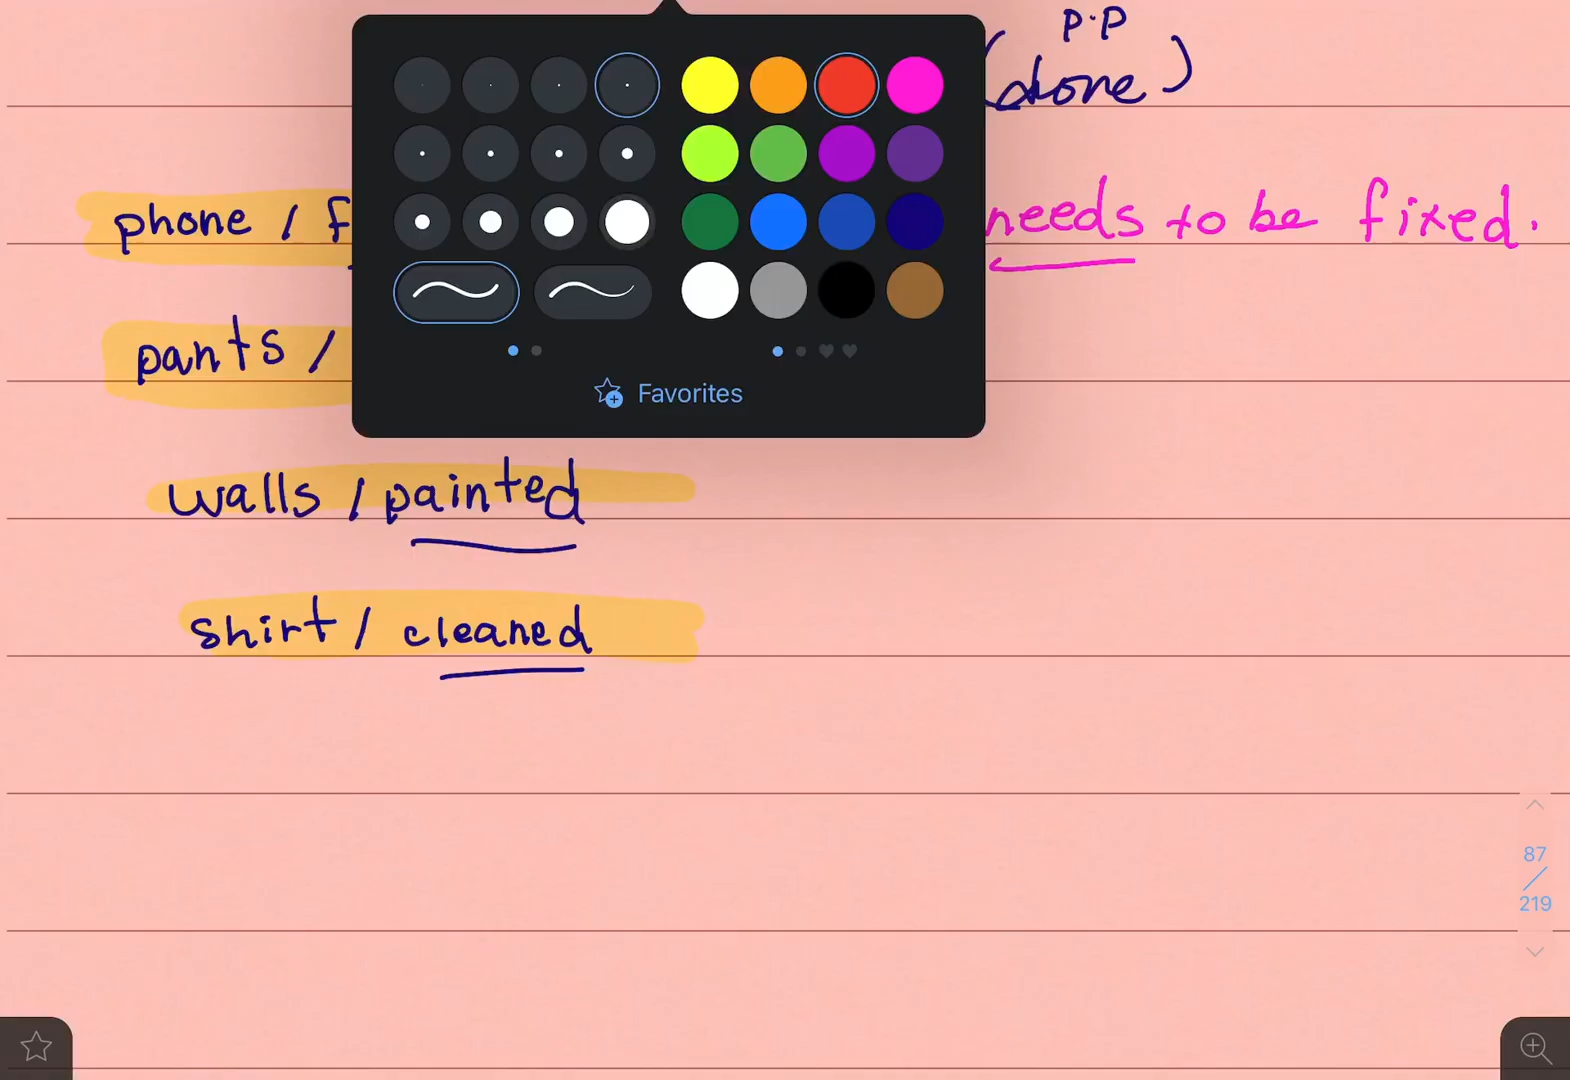 p.p
(done)
phone / f
needs to be fixed.
pants /
Favorites
walls / painted
shirt / cleaned
87
/
219